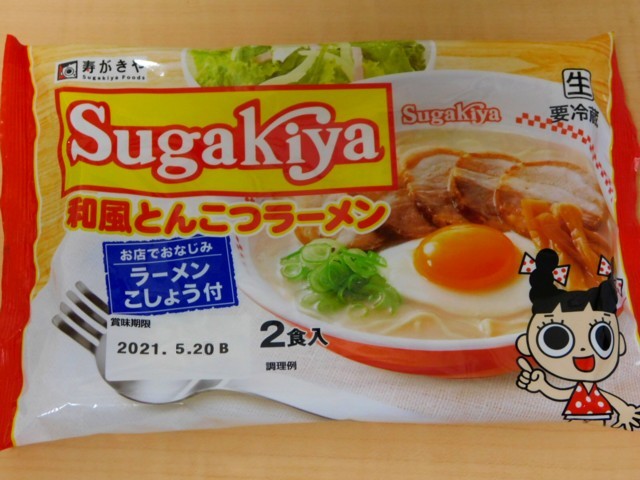 寿がきや
Sugakiya Foods
生
要冷蔵
Sugakiya
Sugakiya
和風とんこつラーメン
お店でおなじみ
ラーメン
こしょう付
賞味期限
2021. 5.20 B
2食入
調理例